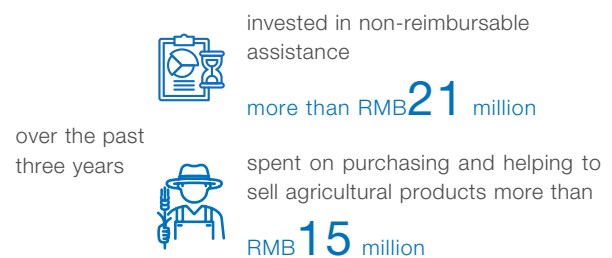 over the past
three years
invested in non-reimbursable
assistance
more than RMB21 million
spent on purchasing and helping to
sell agricultural products more than
RMB15 million